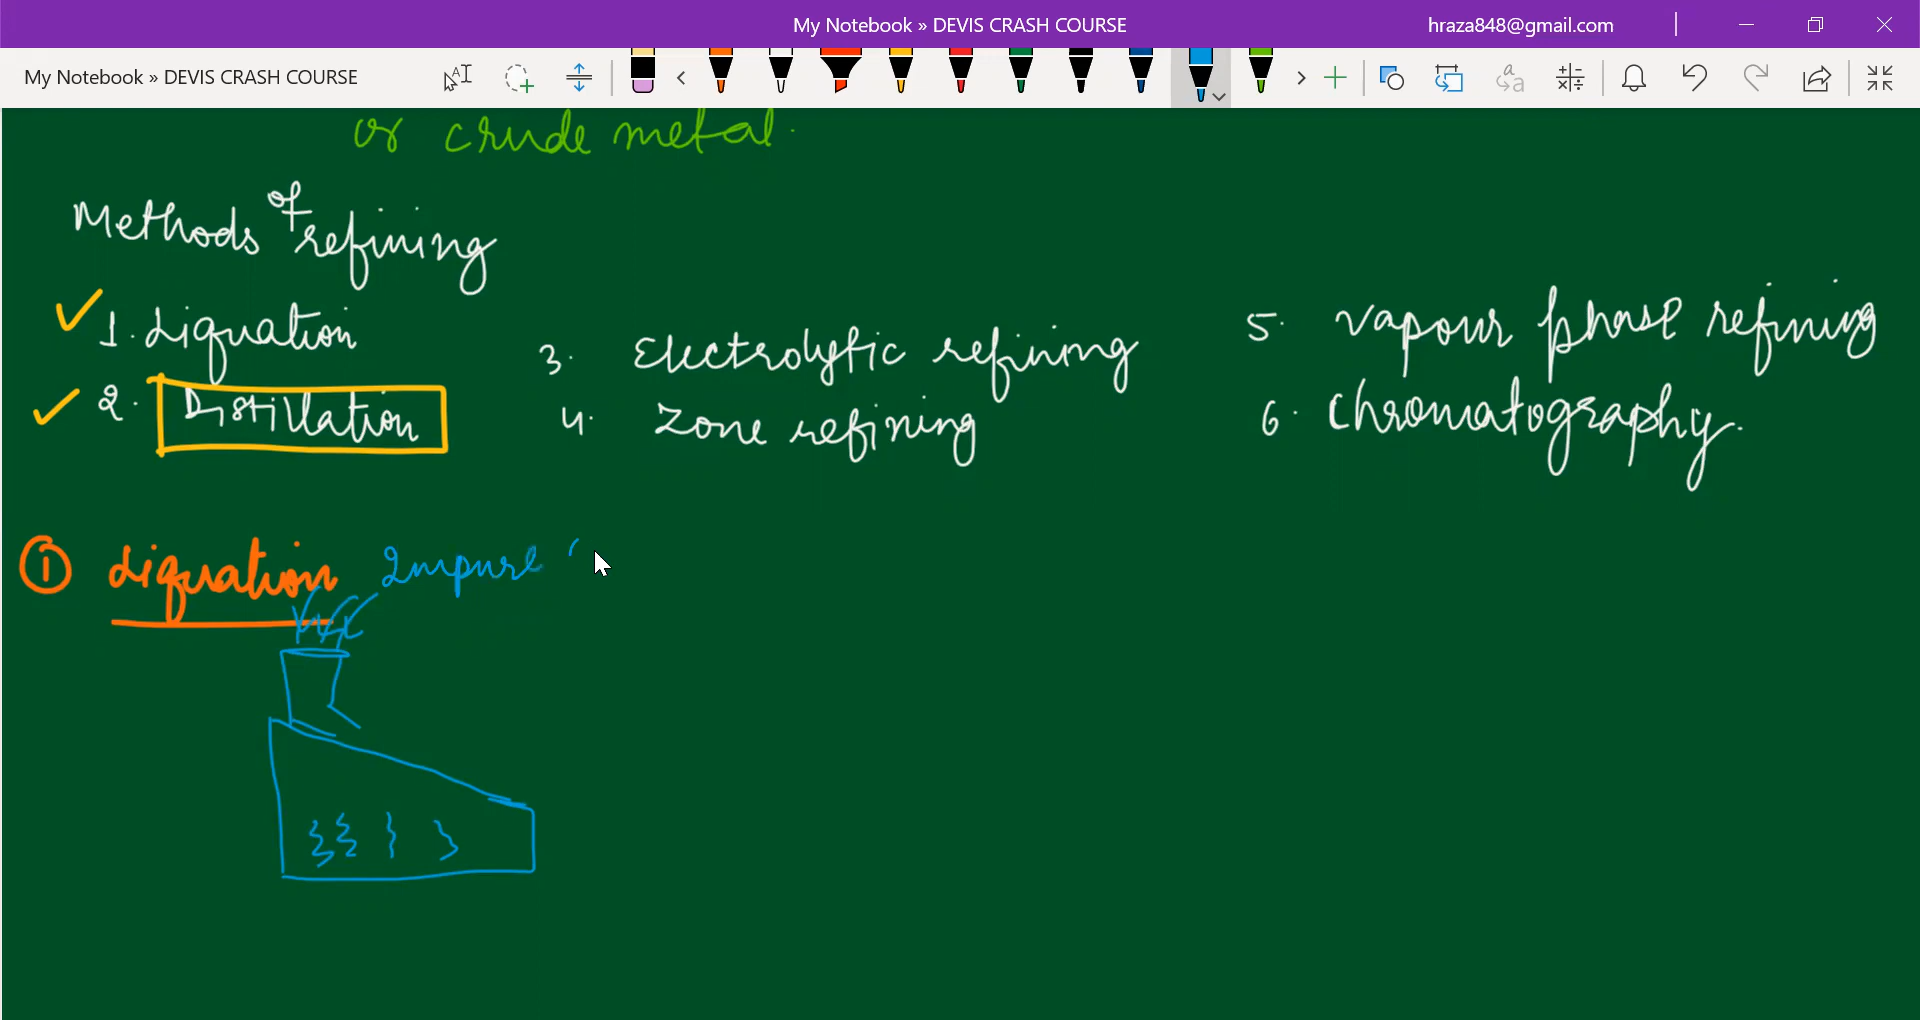 My Notebook » DEVIS CRASH COURSE
hraza848@gmail.com
My Notebook » DEVIS CRASH COURSE
or crude metal.
Methods of refining
1. Liquation
2. Distillation
3. Electrolytic refining
4. Zone refining
5. Vapour phase refining
6. Chromatography.
① Liquation
Impure